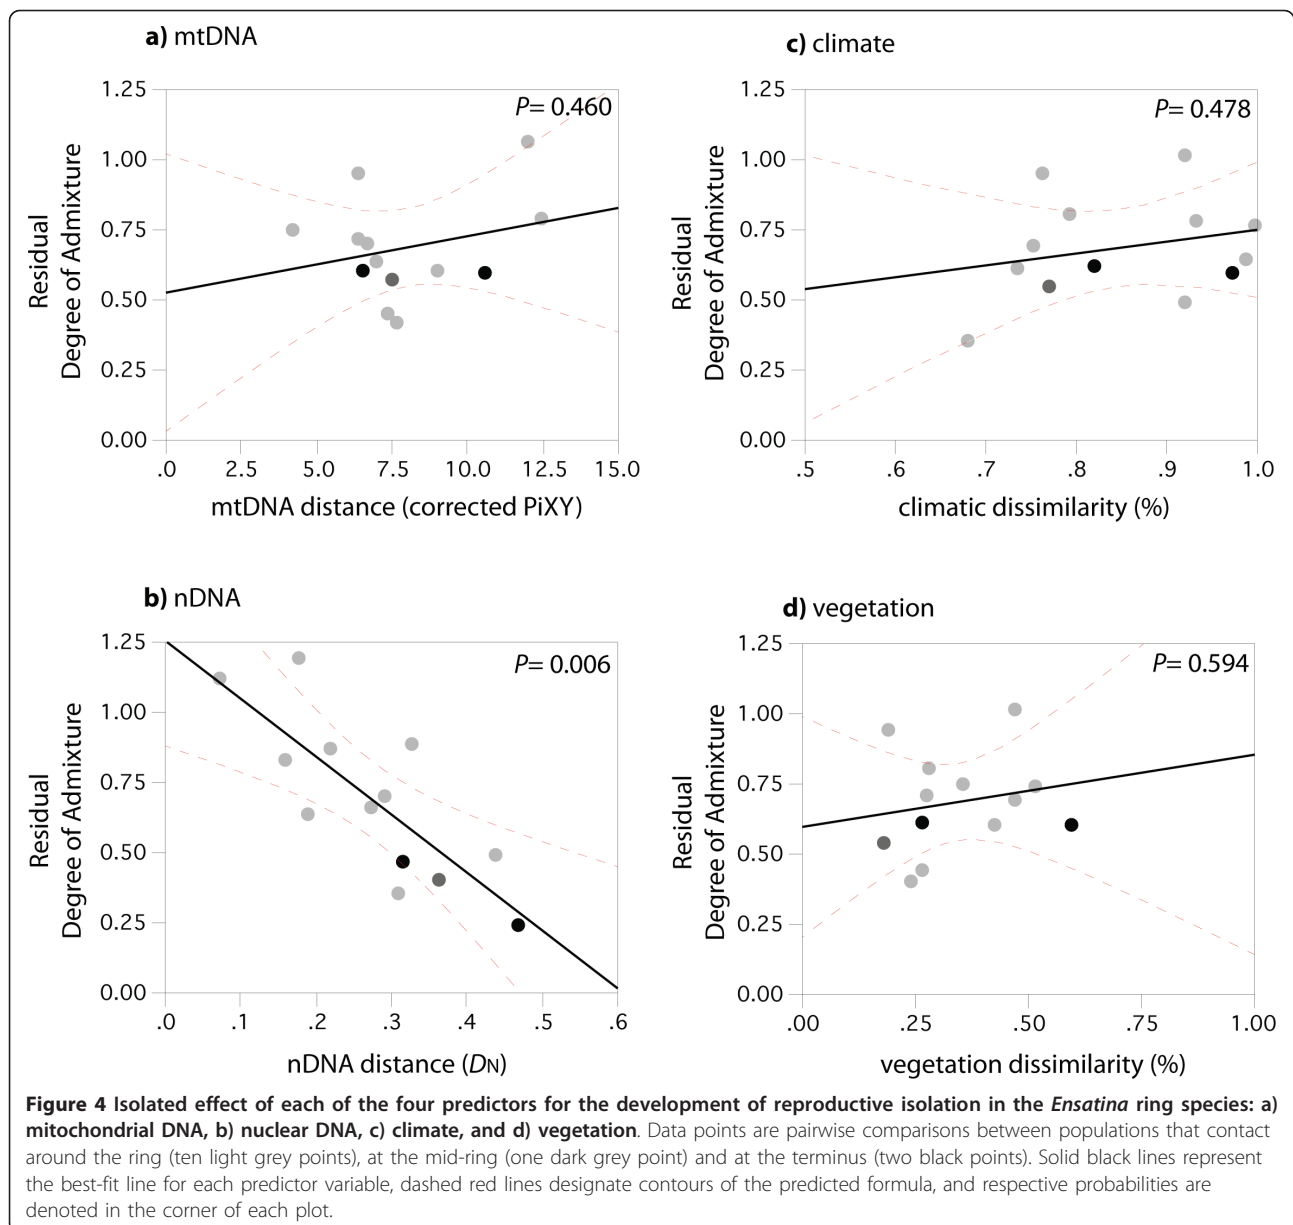 a) mtDNA
P= 0.460
1.25
1.00
0.75
0.50
0.25
0.00
Residual
Degree of Admixture
.0 2.5 5.0 7.5 10.0 12.5 15.0
mtDNA distance (corrected PiXY)
c) climate
P= 0.478
1.25
1.00
0.75
0.50
0.25
0.00
Residual
Degree of Admixture
.5 .6 .7 .8 .9 1.0
climatic dissimilarity (%)
b) nDNA
P= 0.006
1.25
1.00
0.75
0.50
0.25
0.00
Residual
Degree of Admixture
.0 .1 .2 .3 .4 .5 .6
nDNA distance (DN)
d) vegetation
P= 0.594
1.25
1.00
0.75
0.50
0.25
0.00
Residual
Degree of Admixture
.00 .25 .50 .75 1.00
vegetation dissimilarity (%)
Figure 4 Isolated effect of each of the four predictors for the development of reproductive isolation in the Ensatina ring species: a)
mitochondrial DNA, b) nuclear DNA, c) climate, and d) vegetation. Data points are pairwise comparisons between populations that contact
around the ring (ten light grey points), at the mid-ring (one dark grey point) and at the terminus (two black points). Solid black lines represent
the best-fit line for each predictor variable, dashed red lines designate contours of the predicted formula, and respective probabilities are
denoted in the corner of each plot.